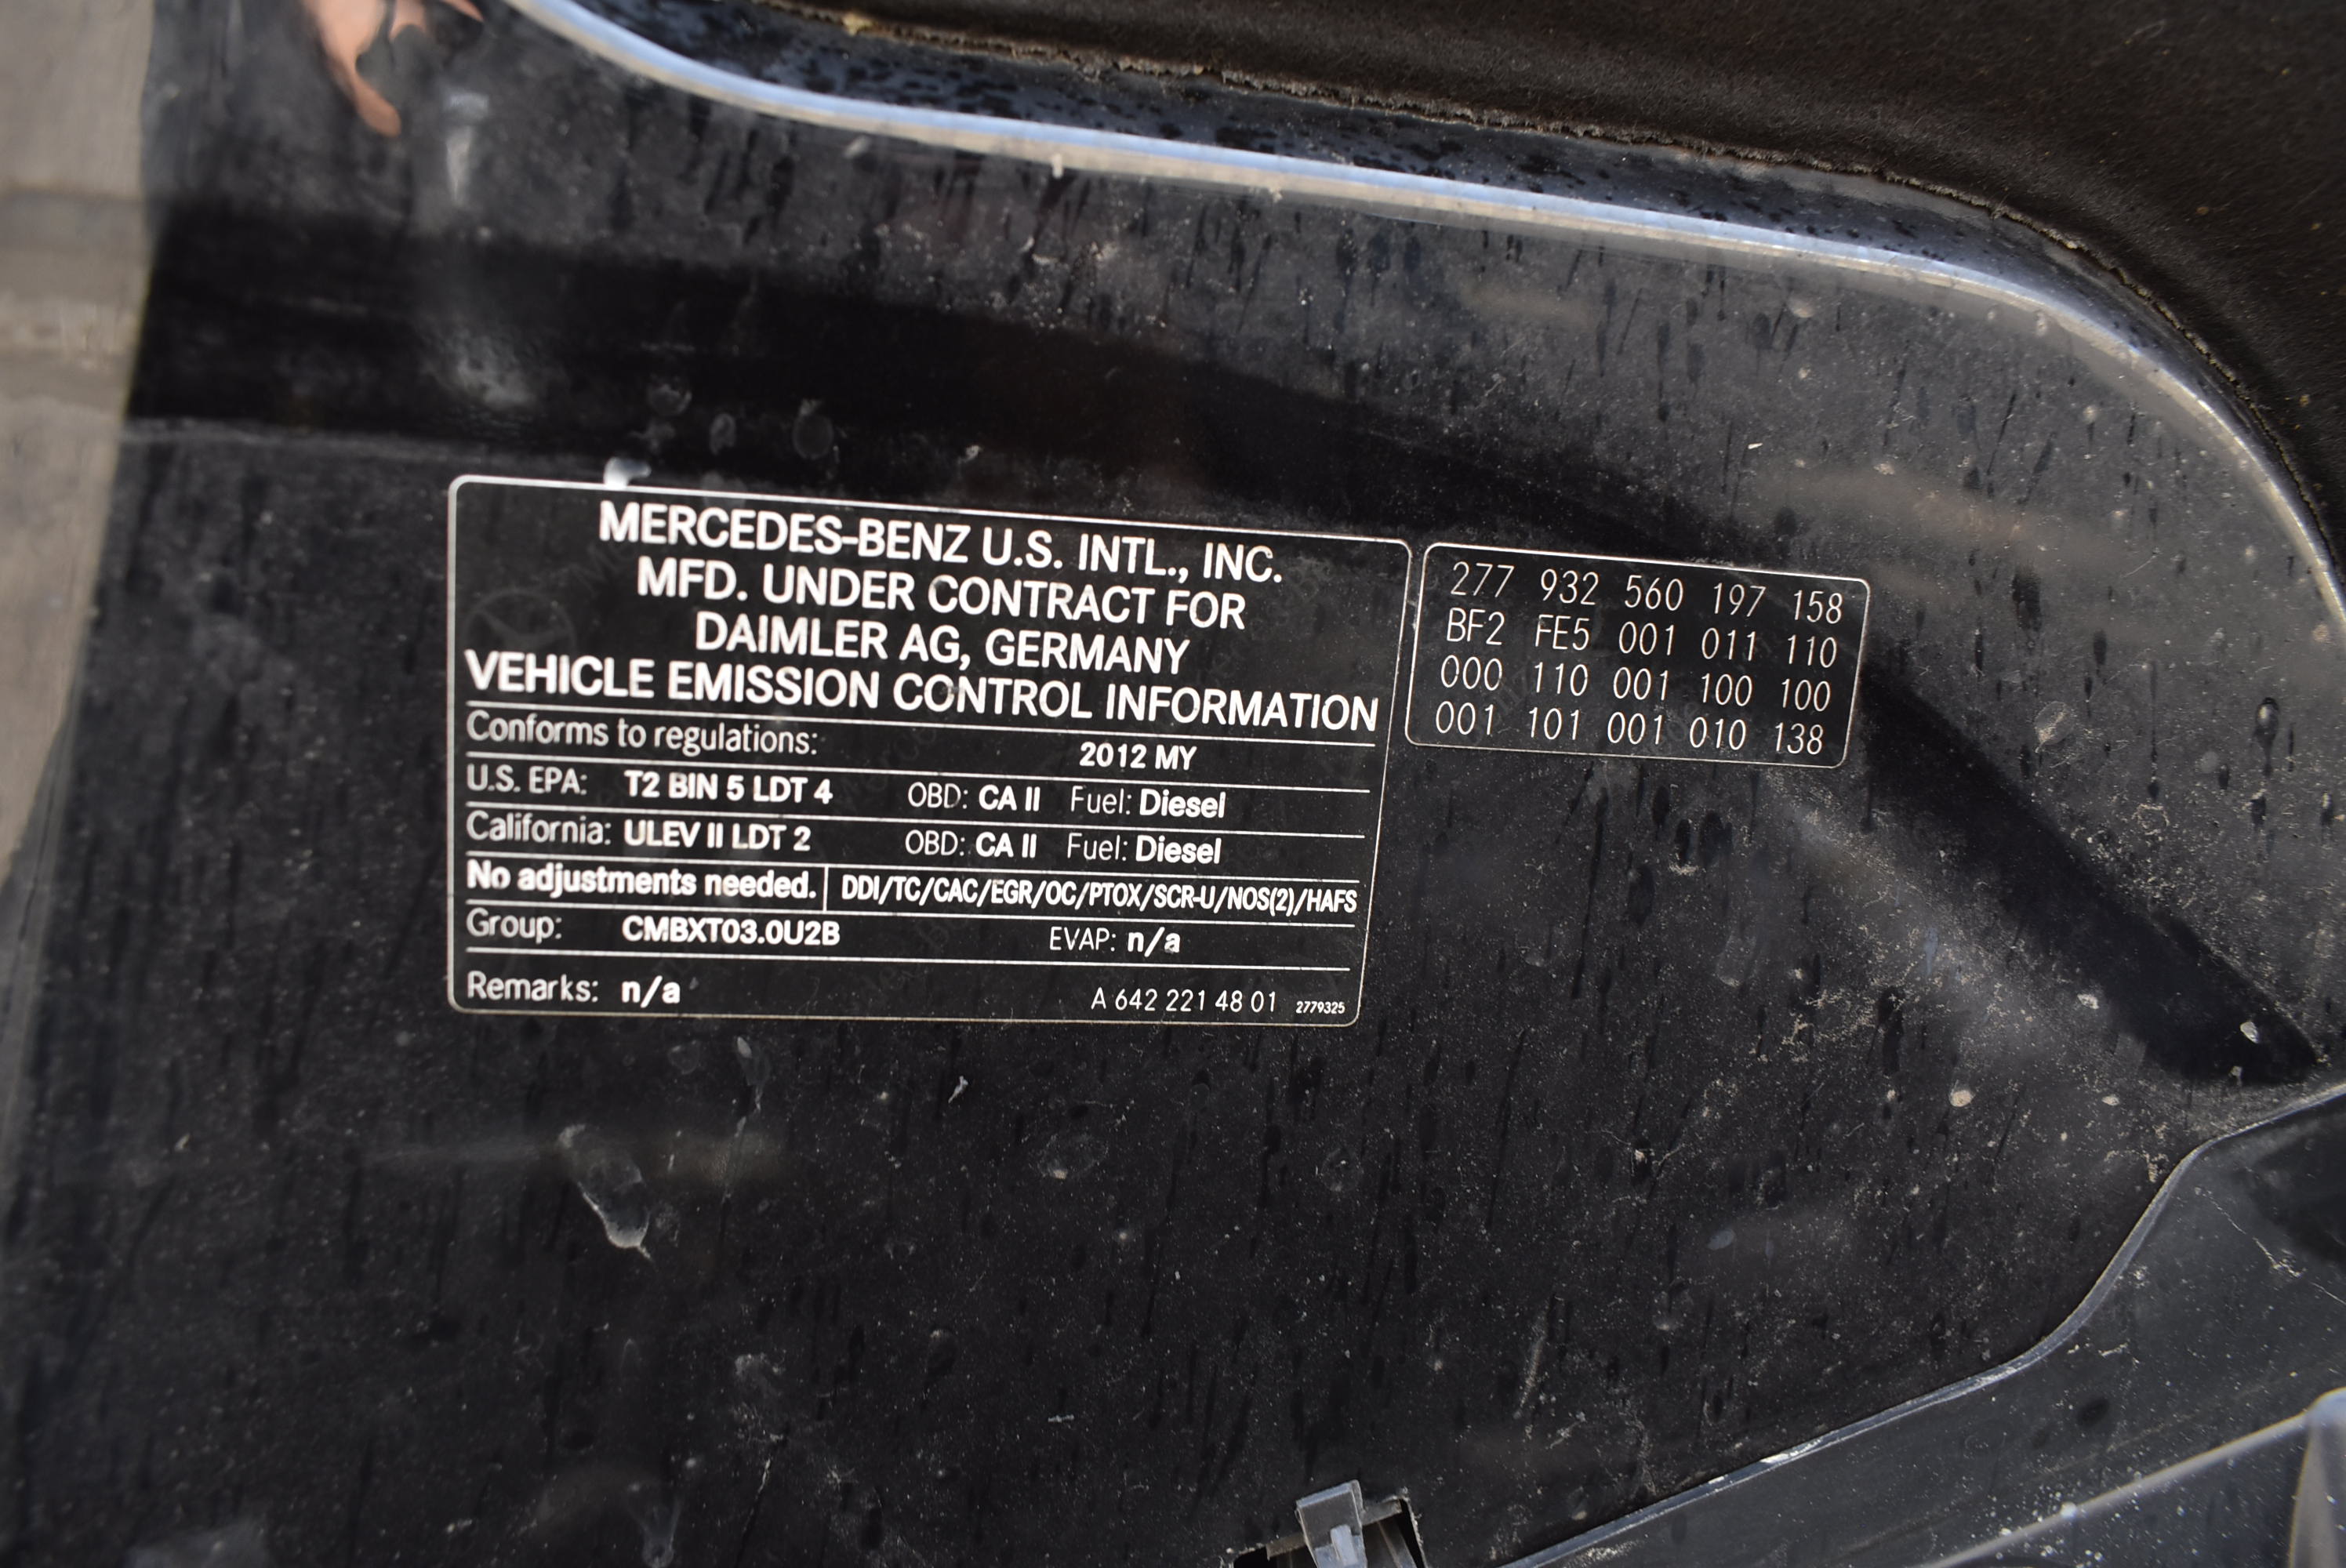 MERCEDES-BENZ U.S. INTL., INC.
MFD. UNDER CONTRACT FOR
DAIMLER AG, GERMANY
VEHICLE EMISSION CONTROL INFORMATION
Conforms to regulations: 2012 MY
U.S. EPA: T2 BIN 5 LDT 4 OBD: CA II Fuel: Diesel
California: ULEV II LDT 2 OBD: CA II Fuel: Diesel
No adjustments needed. DDI/TC/CAC/EGR/OC/PTOX/SCR-U/NOS(2)/HAFS
Group: CMBXT03.0U2B EVAP: n/a
Remarks: n/a A 642 221 48 01 2779325
277 932 560 197 158
BF2 FE5 001 011 110
000 110 001 100 100
001 101 001 010 138